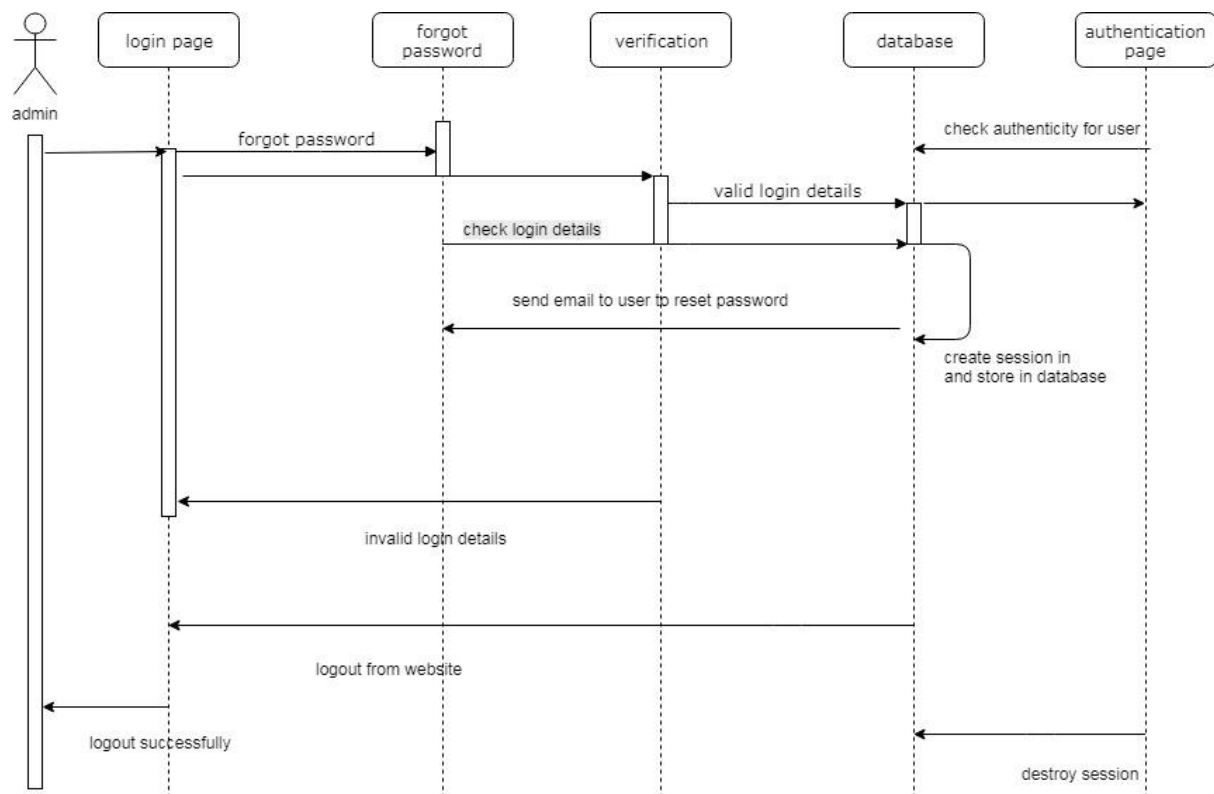 login page
forgot
password
verification
database
authentication
page
admin
check authenticity for user
forgot password
valid login details
check login details
send email to user to reset password
create session in
and store in database
invalid login details
logout from website
logout successfully
destroy session